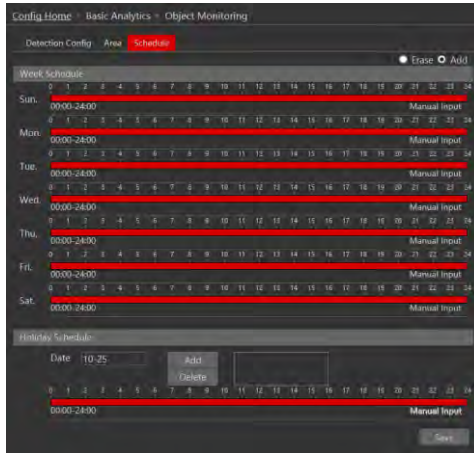 Config Home ▸ Basic Analytics ▸ Object Monitoring
Detection Config Area Schedule
Erase Add
Week Schedule
0 1 2 3 4 5 6 7 8 9 10 11 12 13 14 15 16 17 18 19 20 21 22 23 24
Sun.
00:00-24:00 Manual Input
0 1 2 3 4 5 6 7 8 9 10 11 12 13 14 15 16 17 18 19 20 21 22 23 24
Mon.
00:00-24:00 Manual Input
0 1 2 3 4 5 6 7 8 9 10 11 12 13 14 15 16 17 18 19 20 21 22 23 24
Tue.
00:00-24:00 Manual Input
0 1 2 3 4 5 6 7 8 9 10 11 12 13 14 15 16 17 18 19 20 21 22 23 24
Wed.
00:00-24:00 Manual Input
0 1 2 3 4 5 6 7 8 9 10 11 12 13 14 15 16 17 18 19 20 21 22 23 24
Thu.
00:00-24:00 Manual Input
0 1 2 3 4 5 6 7 8 9 10 11 12 13 14 15 16 17 18 19 20 21 22 23 24
Fri.
00:00-24:00 Manual Input
0 1 2 3 4 5 6 7 8 9 10 11 12 13 14 15 16 17 18 19 20 21 22 23 24
Sat.
00:00-24:00 Manual Input
Holiday Schedule
Date 10-25 Add
Delete
0 1 2 3 4 5 6 7 8 9 10 11 12 13 14 15 16 17 18 19 20 21 22 23 24
00:00-24:00 Manual Input
Save